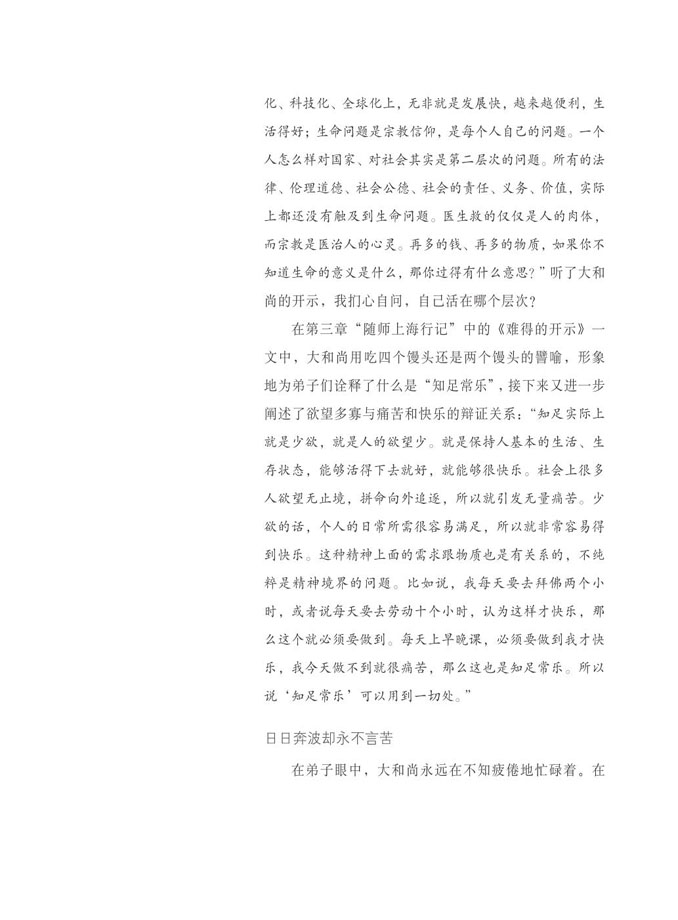 化、科技化、全球化上，无非就是发展快，越来越便利，生
活得好；生命问题是宗教信仰，是每个人自己的问题。一个
人怎么样对国家、对社会其实是第二层次的问题。所有的法
律、伦理道德、社会公德、社会的责任、义务、价值，实际
上都还没有触及到生命问题。医生救的仅仅是人的肉体，
而宗教是医治人的心灵。再多的钱、再多的物质，如果你不
知道生命的意义是什么，那你过得有什么意思？”听了大和
尚的开示，我扪心自问，自己活在哪个层次？
在第三章“随师上海行记”中的《难得的开示》一
文中，大和尚用吃四个馒头还是两个馒头的譬喻，形象
地为弟子们诠释了什么是“知足常乐”，接下来又进一步
阐述了欲望多寡与痛苦和快乐的辩证关系：“知足实际上
就是少欲，就是人的欲望少。就是保持人基本的生活、生
存状态，能够活得下去就好，就能够很快乐。社会上很多
人欲望无止境，拼命向外追逐，所以就引发无量痛苦。少
欲的话，个人的日常所需很容易满足，所以就非常容易得
到快乐。这种精神上面的需求跟物质也是有关系的，不纯
粹是精神境界的问题。比如说，我每天要去拜佛两个小
时，或者说每天要去劳动十个小时，认为这样才快乐，那
么这个就必须要做到。每天上早晚课，必须要做到我才快
乐，我今天做不到就很痛苦，那么这也是知足常乐。所以
说‘知足常乐’可以用到一切处。”
日日奔波却永不言苦
在弟子眼中，大和尚永远在不知疲倦地忙碌着。在